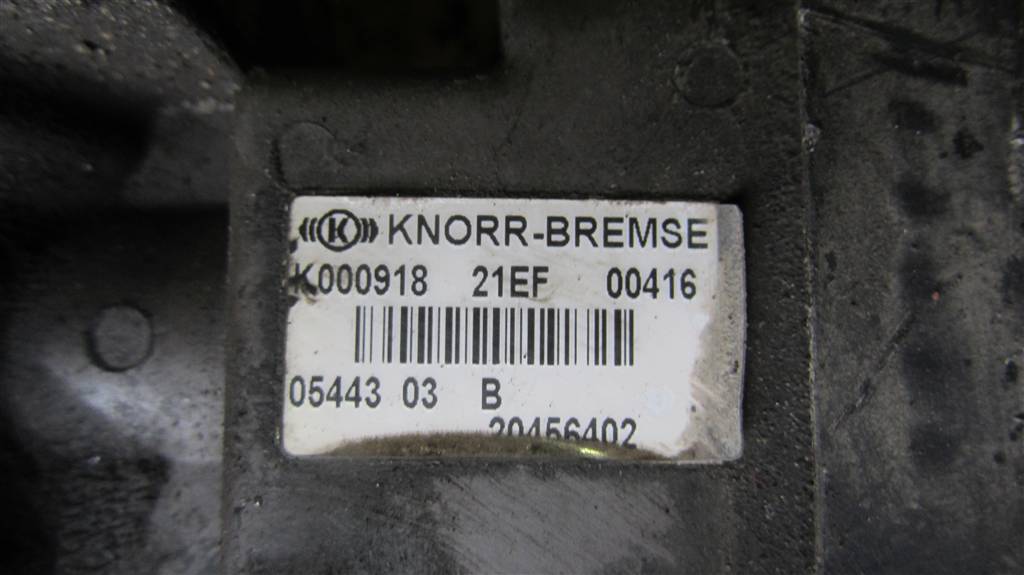 K KNORR-BREMSE
K000918 21EF 00416
05443 03 B
20456402